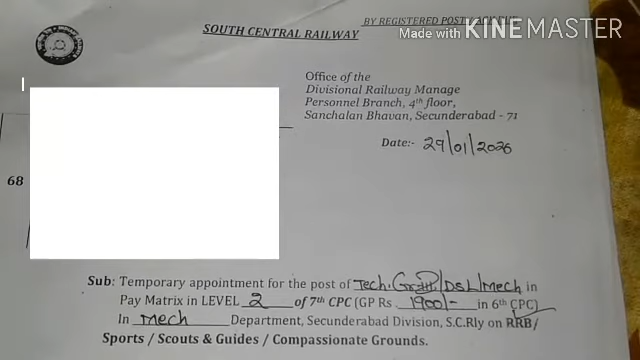 BY REGISTERED POST
Made with KINEMASTER
SOUTH CENTRAL RAILWAY
Office of the
Divisional Railway Manage
Personnel Branch, 4th floor,
Sanchalan Bhavan, Secunderabad - 71
Date:- 29/01/2026
68
Sub: Temporary appointment for the post of Tech. GrIII/DSL/Mech in
Pay Matrix in LEVEL 2 of 7th CPC (GP Rs 1900/- in 6th CPC)
In Mech Department, Secunderabad Division, S.C.Rly on RRB/
Sports / Scouts & Guides / Compassionate Grounds.